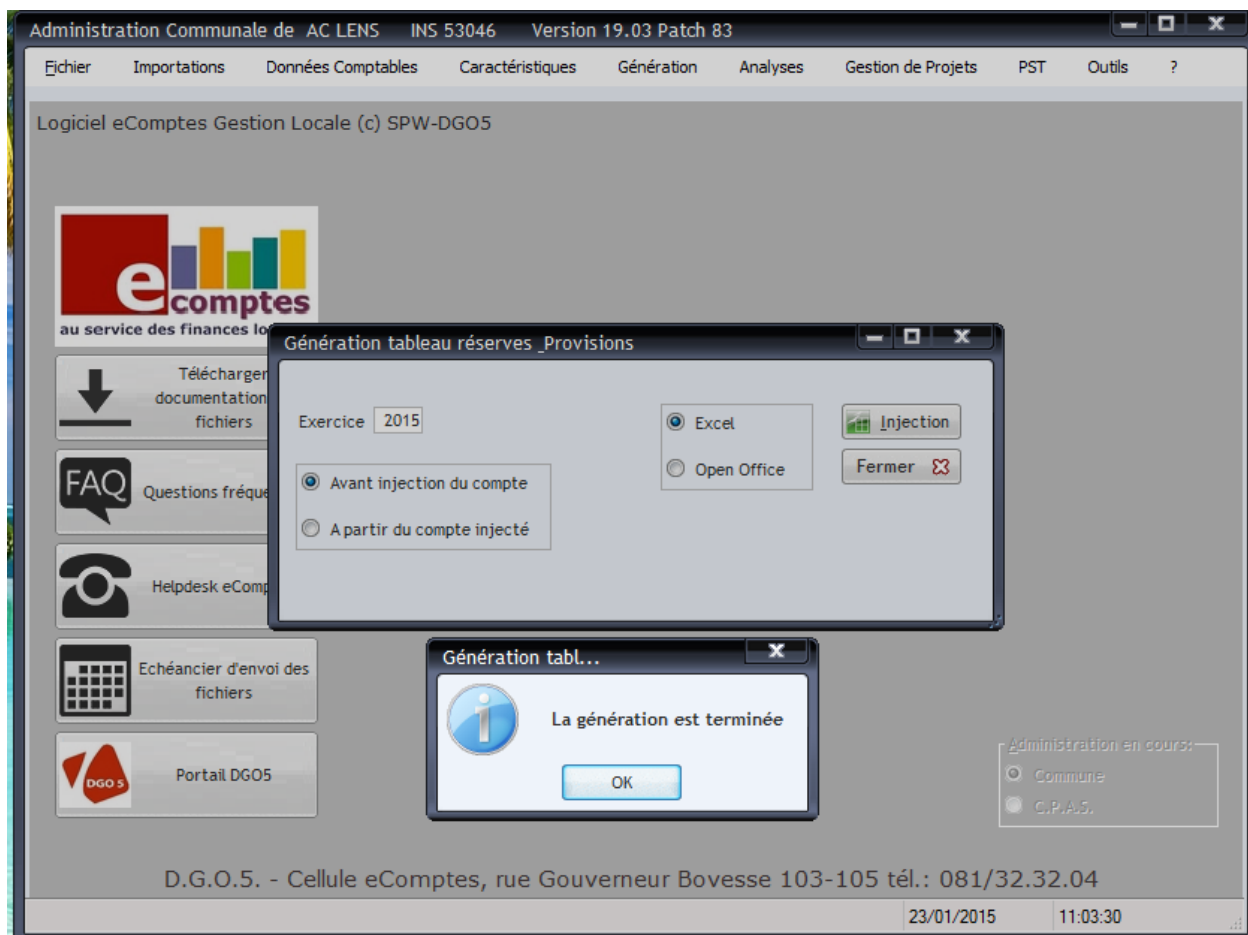 Administration Communale de AC LENS INS 53046 Version 19.03 Patch 83
Fichier Importations Données Comptables Caractéristiques Génération Analyses Gestion de Projets PST Outils ?
Logiciel eComptes Gestion Locale (c) SPW-DGO5
ecomptes
au service des finances
Génération tableau réserves _Provisions
Télécharger
documentation
fichiers
Exercice 2015
Excel
Injection
Open Office
Fermer
FAQ
Questions
Avant injection du compte
A partir du compte injecté
Helpdesk
Génération tabl...
Echéancier d'envoi des
fichiers
La génération est terminée
OK
DGO 5
Portail DGO5
Administration en cours:
Commune
C.P.A.S.
D.G.O.5. - Cellule eComptes, rue Gouverneur Bovesse 103-105 tél.: 081/32.32.04
23/01/2015 11:03:30